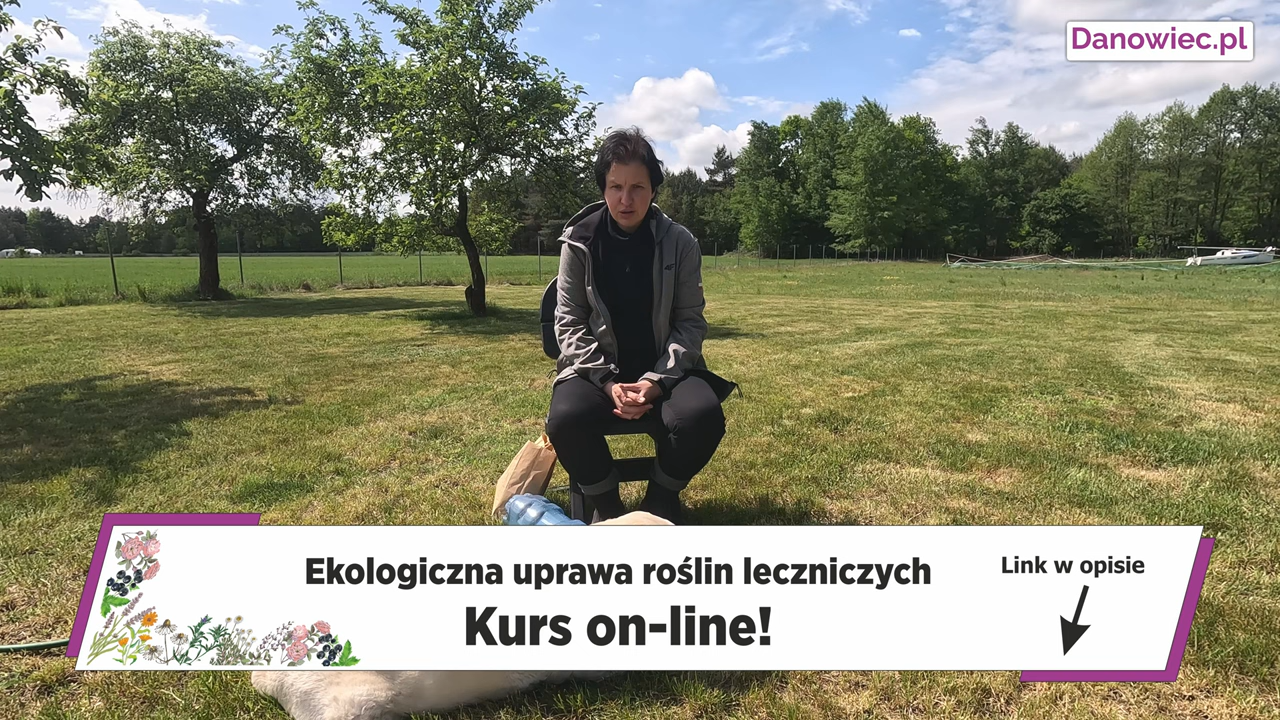 Danowiec.pl
Ekologiczna uprawa roślin leczniczych
Kurs on-line!
Link w opisie